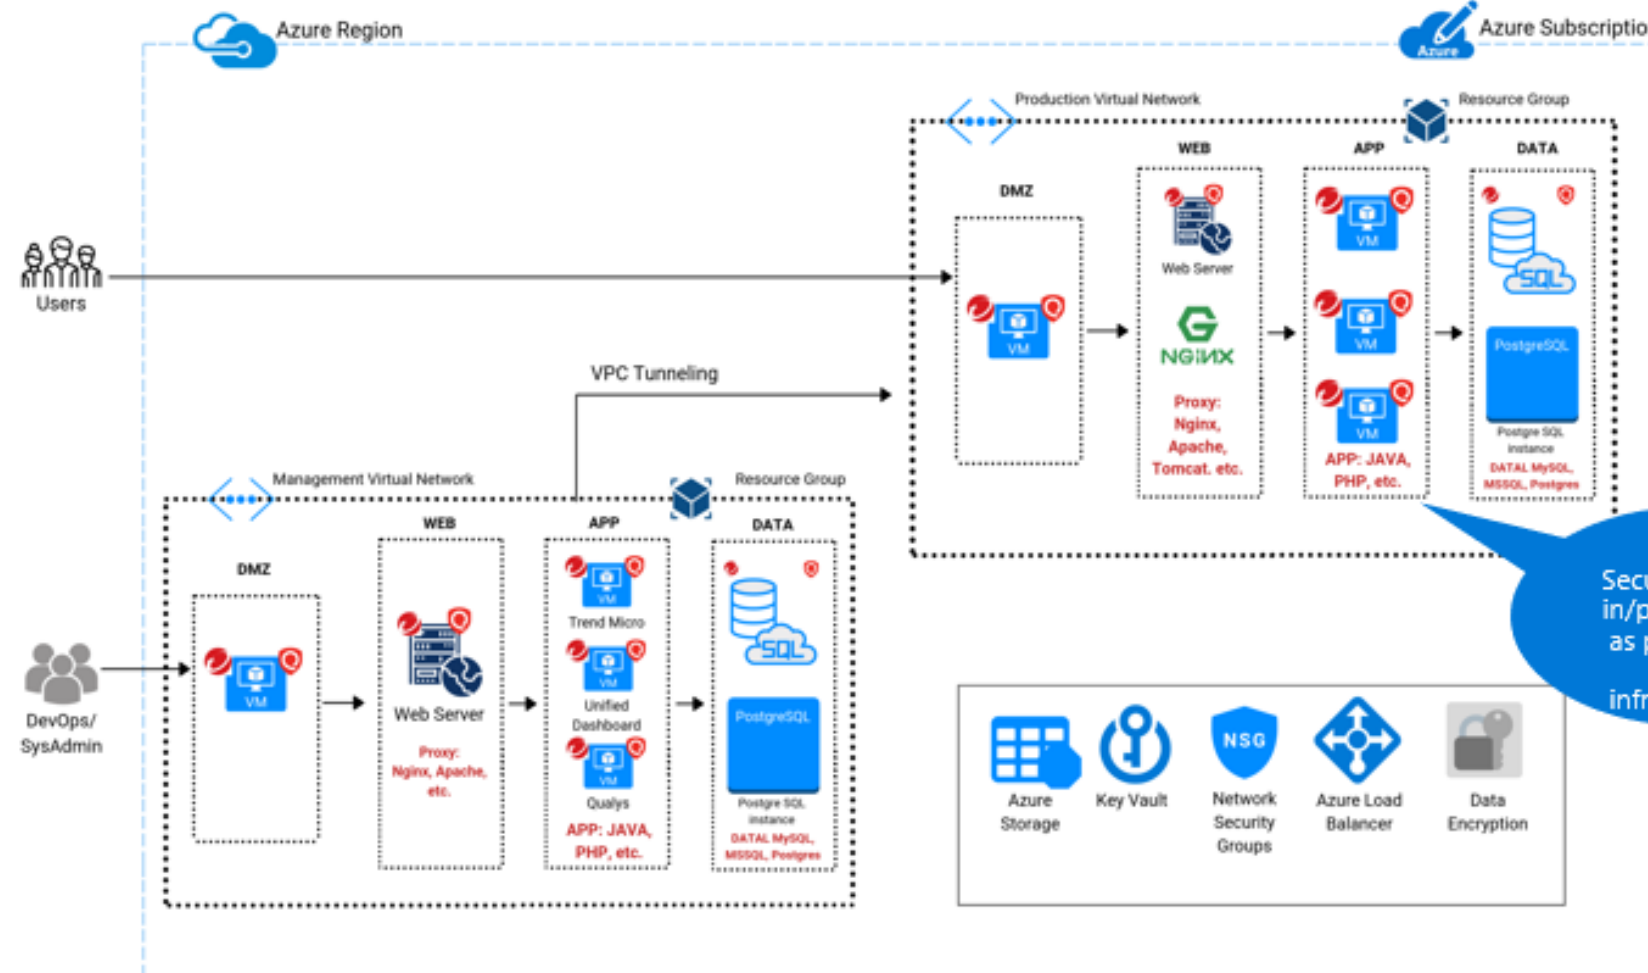 Azure Region
Azure
Azure Subscriptio
Production Virtual Network
Resource Group
DMZ
VM
WEB
Web Server
NGiNX
Proxy:
Nginx,
Apache,
Tomcat. etc.
APP
VM
VM
VM
APP: JAVA,
PHP, etc.
DATA
SQL
PostgreSQL
Postgre SQL
instance
DATAL MySQL,
MSSQL, Postgres
Users
VPC Tunneling
Management Virtual Network
Resource Group
DevOps/
SysAdmin
DMZ
VM
WEB
Web Server
Proxy:
Nginx, Apache,
etc.
APP
VM
Trend Micro
VM
Unified
Dashboard
VM
Qualys
APP: JAVA,
PHP, etc.
DATA
SQL
PostgreSQL
Postgre SQL
instance
DATAL MySQL,
MSSQL, Postgres
Secu
in/p
as p
infr
Azure
Storage
Key Vault
NSG
Network
Security
Groups
Azure Load
Balancer
Data
Encryption